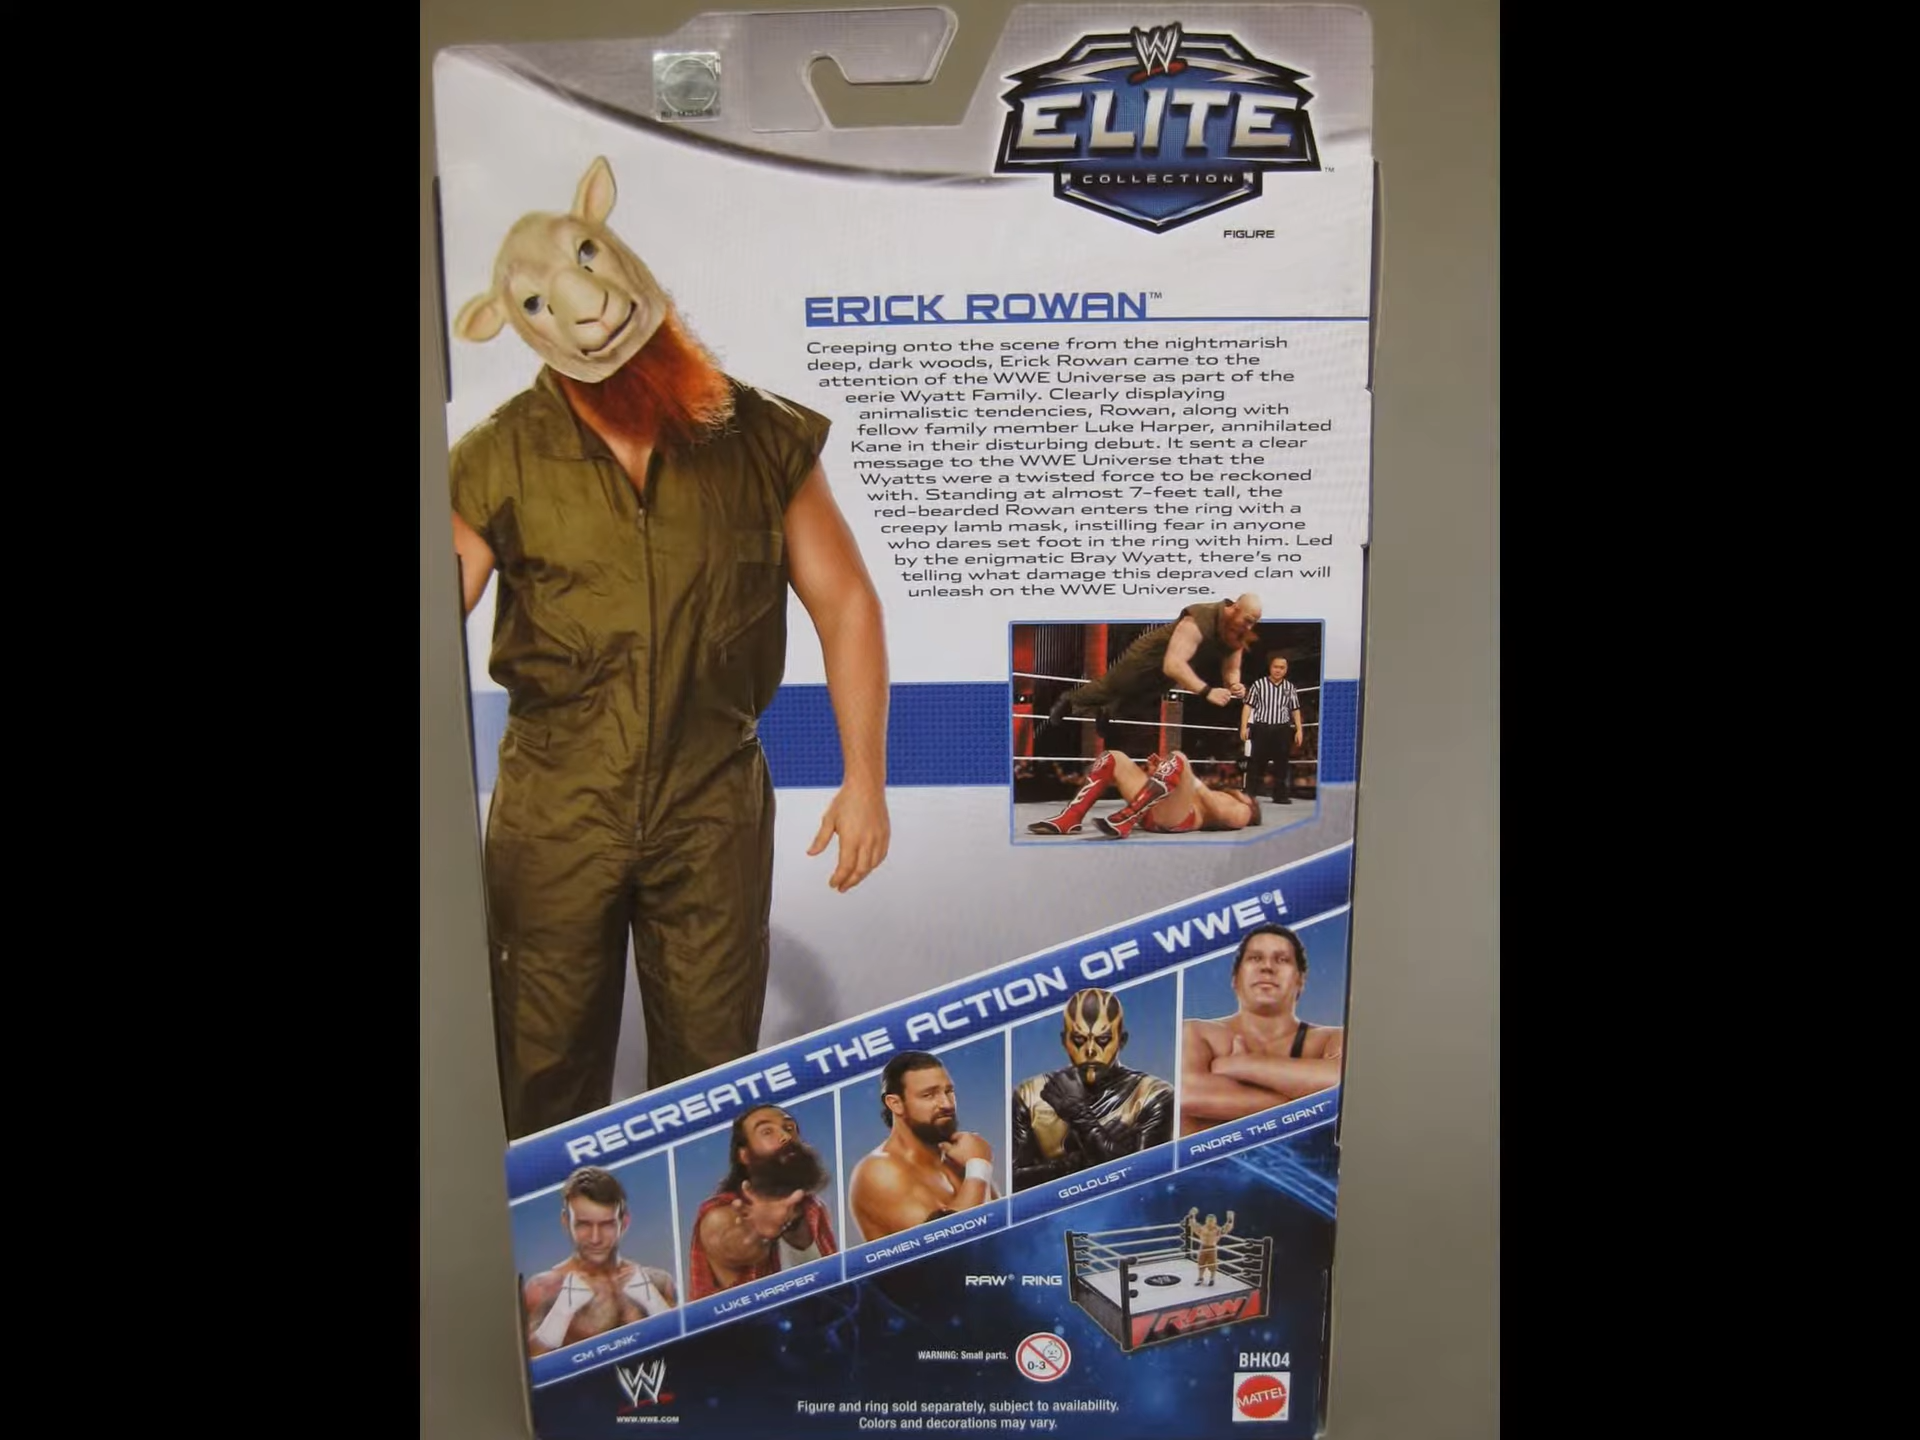 W
ELITE
COLLECTION
™
FIGURE
ERICK ROWAN™
Creeping onto the scene from the nightmarish
deep, dark woods, Erick Rowan came to the
attention of the WWE Universe as part of the
eerie Wyatt Family. Clearly displaying
animalistic tendencies, Rowan, along with
fellow family member Luke Harper, annihilated
Kane in their disturbing debut. It sent a clear
message to the WWE Universe that the
Wyatts were a twisted force to be reckoned
with. Standing at almost 7-feet tall, the
red-bearded Rowan enters the ring with a
creepy lamb mask, instilling fear in anyone
who dares set foot in the ring with him. Led
by the enigmatic Bray Wyatt, there's no
telling what damage this depraved clan will
unleash on the WWE Universe.
RECREATE THE ACTION OF WWE®!
CM PUNK™
LUKE HARPER™
DAMIEN SANDOW™
GOLDUST™
ANDRE THE GIANT™
RAW® RING
RAW
WARNING: Small parts.
0-3
BHK04
MATTEL
W
WWW.WWE.COM
Figure and ring sold separately, subject to availability.
Colors and decorations may vary.